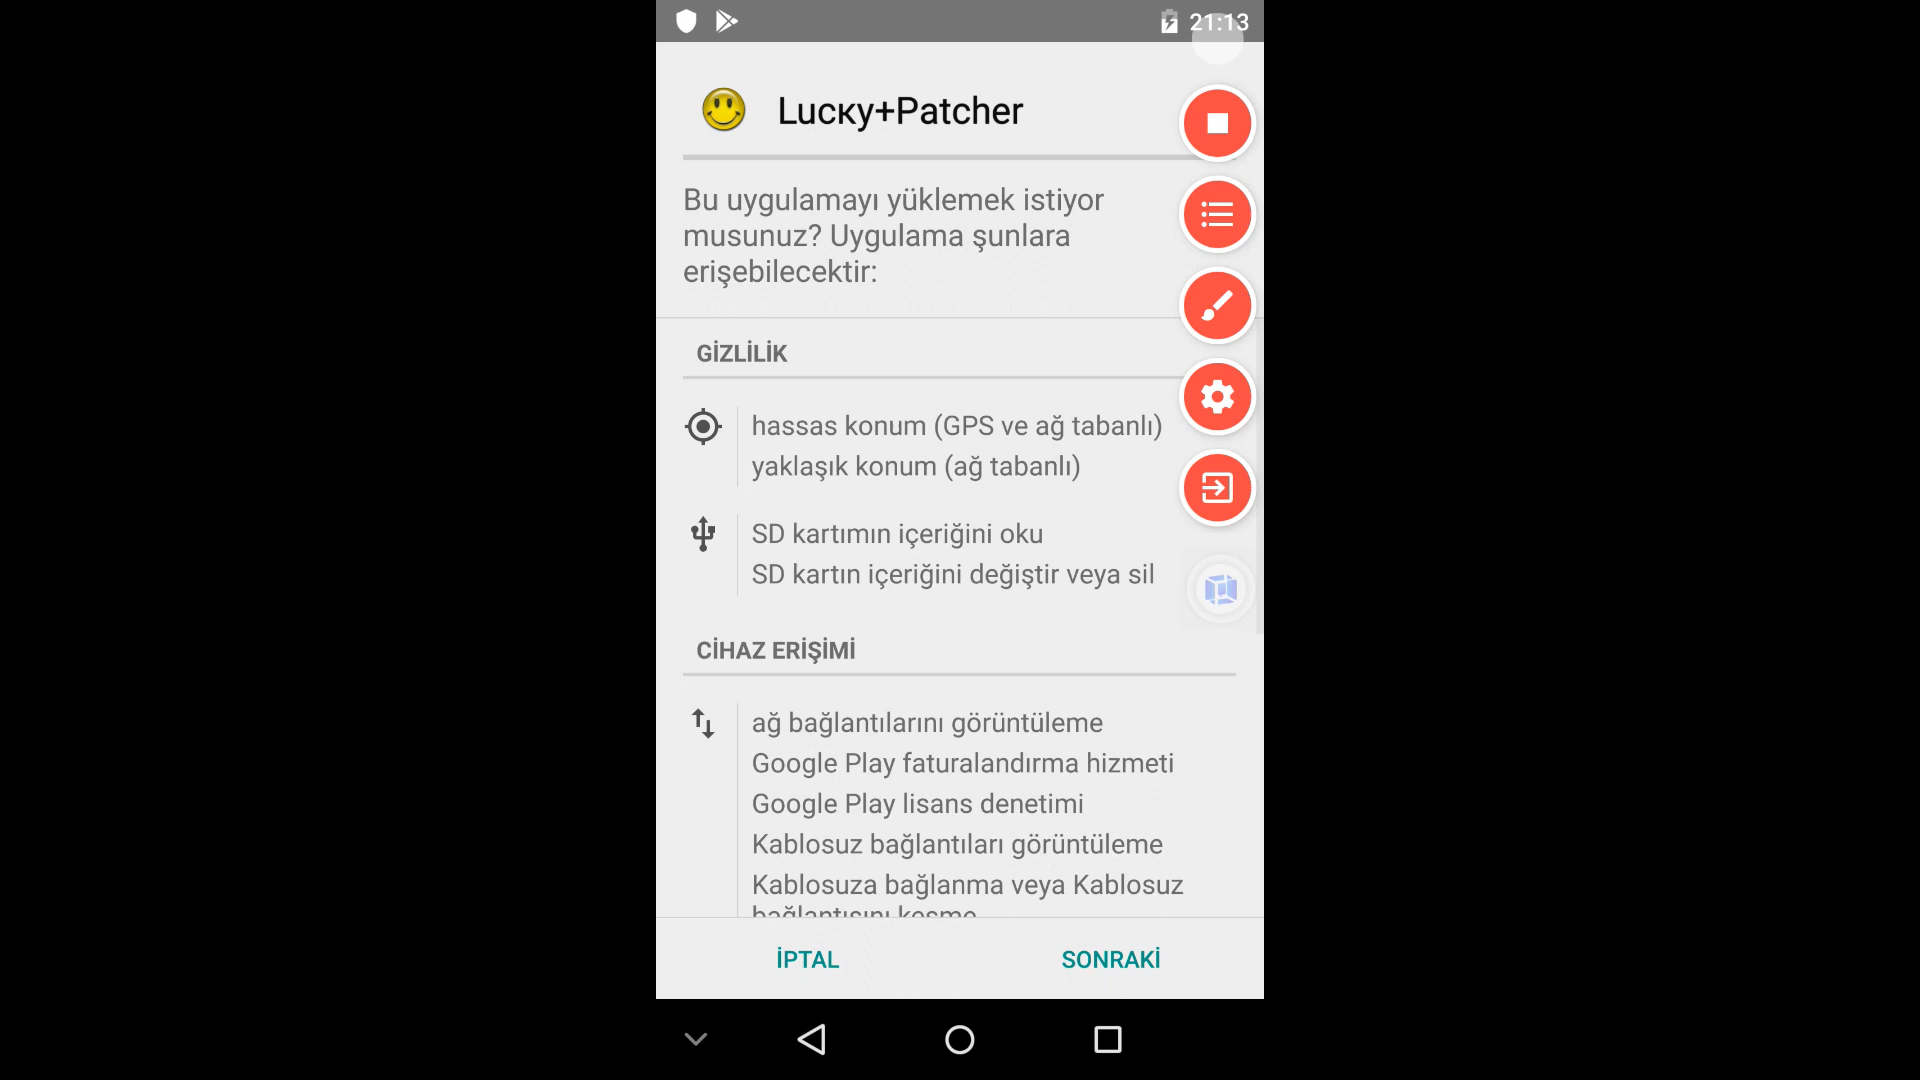 21:13
Lucкy+Patcher
Bu uygulamayı yüklemek istiyor
musunuz? Uygulama şunlara
erişebilecektir:
GİZLİLİK
hassas konum (GPS ve ağ tabanlı)
yaklaşık konum (ağ tabanlı)
SD kartımın içeriğini oku
SD kartın içeriğini değiştir veya sil
CİHAZ ERİŞİMİ
ağ bağlantılarını görüntüleme
Google Play faturalandırma hizmeti
Google Play lisans denetimi
Kablosuz bağlantıları görüntüleme
Kablosuza bağlanma veya Kablosuz
bağlantısını kesme
İPTAL
SONRAKİ